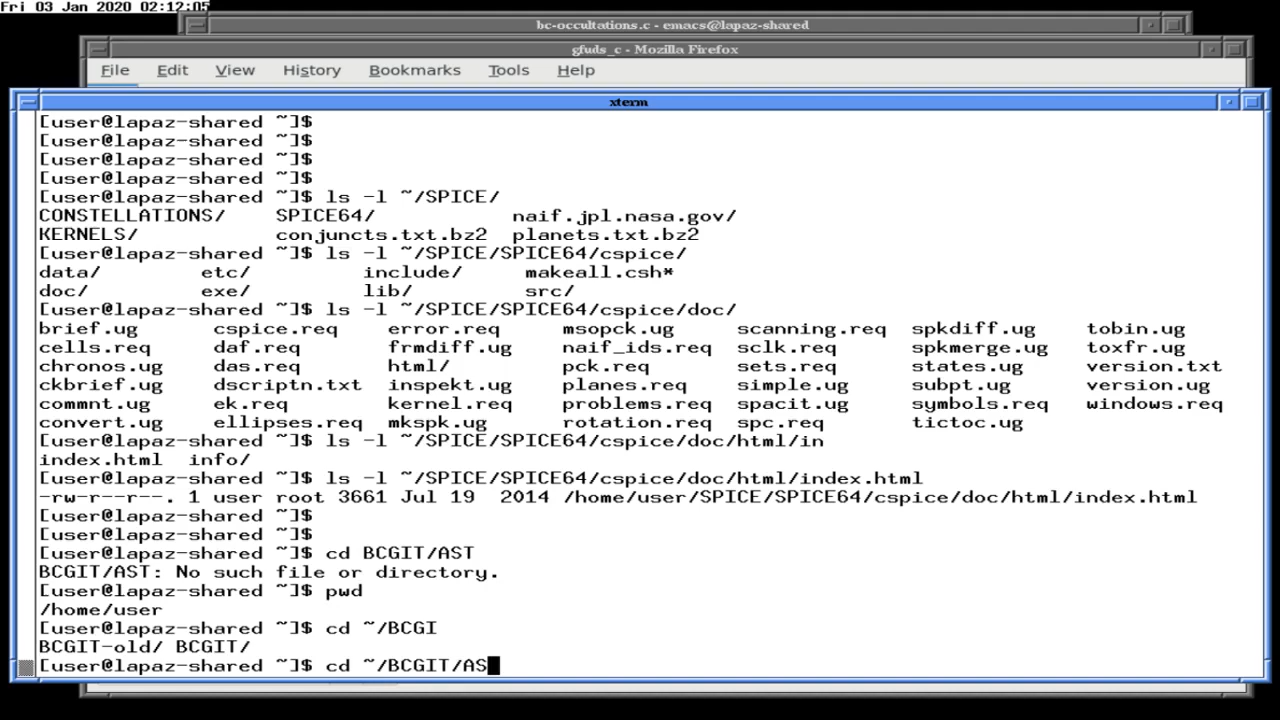 Fri 03 Jan 2020 02:12:05
bc-occultations.c - emacs@lapaz-shared
gfuds_c - Mozilla Firefox
File Edit View History Bookmarks Tools Help
xterm
[user@lapaz-shared ~]$
[user@lapaz-shared ~]$
[user@lapaz-shared ~]$
[user@lapaz-shared ~]$
[user@lapaz-shared ~]$ ls -l ~/SPICE/
CONSTELLATIONS/ SPICE64/ naif.jpl.nasa.gov/
KERNELS/ conjuncts.txt.bz2 planets.txt.bz2
[user@lapaz-shared ~]$ ls -l ~/SPICE/SPICE64/cspice/
data/ etc/ include/ makeall.csh*
doc/ exe/ lib/ src/
[user@lapaz-shared ~]$ ls -l ~/SPICE/SPICE64/cspice/doc/
brief.ug cspice.req error.req msopck.ug scanning.req spkdiff.ug tobin.ug
cells.req daf.req frmdiff.ug naif_ids.req sclk.req spkmerge.ug toxfr.ug
chronos.ug das.req html/ pck.req sets.req states.ug version.txt
ckbrief.ug dscriptn.txt inspekt.ug planes.req simple.ug subpt.ug version.ug
commnt.ug ek.req kernel.req problems.req spacit.ug symbols.req windows.req
convert.ug ellipses.req mkspk.ug rotation.req spc.req tictoc.ug
[user@lapaz-shared ~]$ ls -l ~/SPICE/SPICE64/cspice/doc/html/in
index.html info/
[user@lapaz-shared ~]$ ls -l ~/SPICE/SPICE64/cspice/doc/html/index.html
-rw-r--r--. 1 user root 3661 Jul 19 2014 /home/user/SPICE/SPICE64/cspice/doc/html/index.html
[user@lapaz-shared ~]$
[user@lapaz-shared ~]$
[user@lapaz-shared ~]$ cd BCGIT/AST
BCGIT/AST: No such file or directory.
[user@lapaz-shared ~]$ pwd
/home/user
[user@lapaz-shared ~]$ cd ~/BCGI
BCGIT-old/ BCGIT/
[user@lapaz-shared ~]$ cd ~/BCGIT/AS